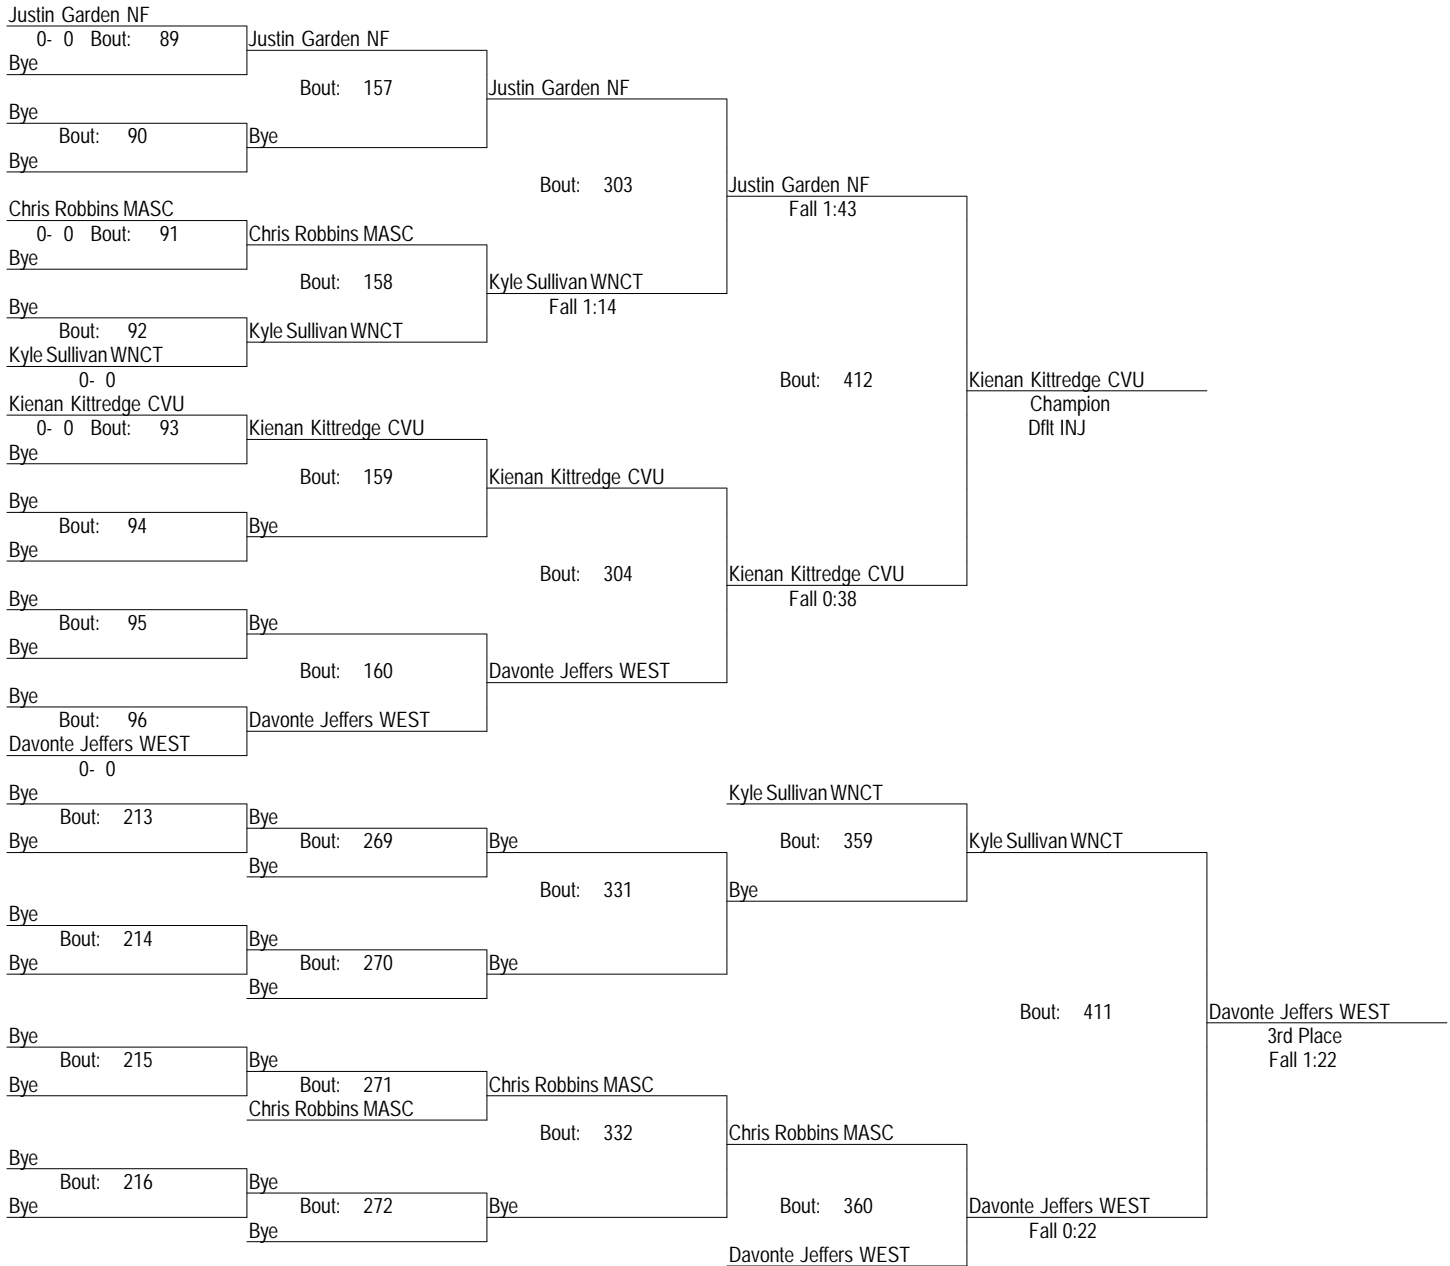 Justin Garden NF
0- 0 Bout: 89 Justin Garden NF
Bye
Bout: 157 Justin Garden NF
Bye
Bout: 90 Bye
Bye
Bout: 303 Justin Garden NF
Fall 1:43
Chris Robbins MASC
0- 0 Bout: 91 Chris Robbins MASC
Bye
Bout: 158 Kyle Sullivan WNCT
Bye Fall 1:14
Bout: 92 Kyle Sullivan WNCT
Kyle Sullivan WNCT
0- 0 Bout: 412 Kienan Kittredge CVU
Kienan Kittredge CVU Champion
0- 0 Bout: 93 Kienan Kittredge CVU Dflt INJ
Bye
Bout: 159 Kienan Kittredge CVU
Bye
Bout: 94 Bye
Bye
Bout: 304 Kienan Kittredge CVU
Bye Fall 0:38
Bout: 95 Bye
Bye
Bout: 160 Davonte Jeffers WEST
Bye
Bout: 96 Davonte Jeffers WEST
Davonte Jeffers WEST
0- 0
Bye Kyle Sullivan WNCT
Bout: 213 Bye
Bye Bout: 269 Bye Bout: 359 Kyle Sullivan WNCT
Bye
Bout: 331 Bye
Bye
Bout: 214 Bye
Bye Bout: 270 Bye
Bye
Bout: 411 Davonte Jeffers WEST
Bye 3rd Place
Bout: 215 Bye Fall 1:22
Bye Bout: 271 Chris Robbins MASC
Chris Robbins MASC
Bout: 332 Chris Robbins MASC
Bye
Bout: 216 Bye
Bye Bout: 272 Bye Bout: 360 Davonte Jeffers WEST
Bye Fall 0:22
Davonte Jeffers WEST